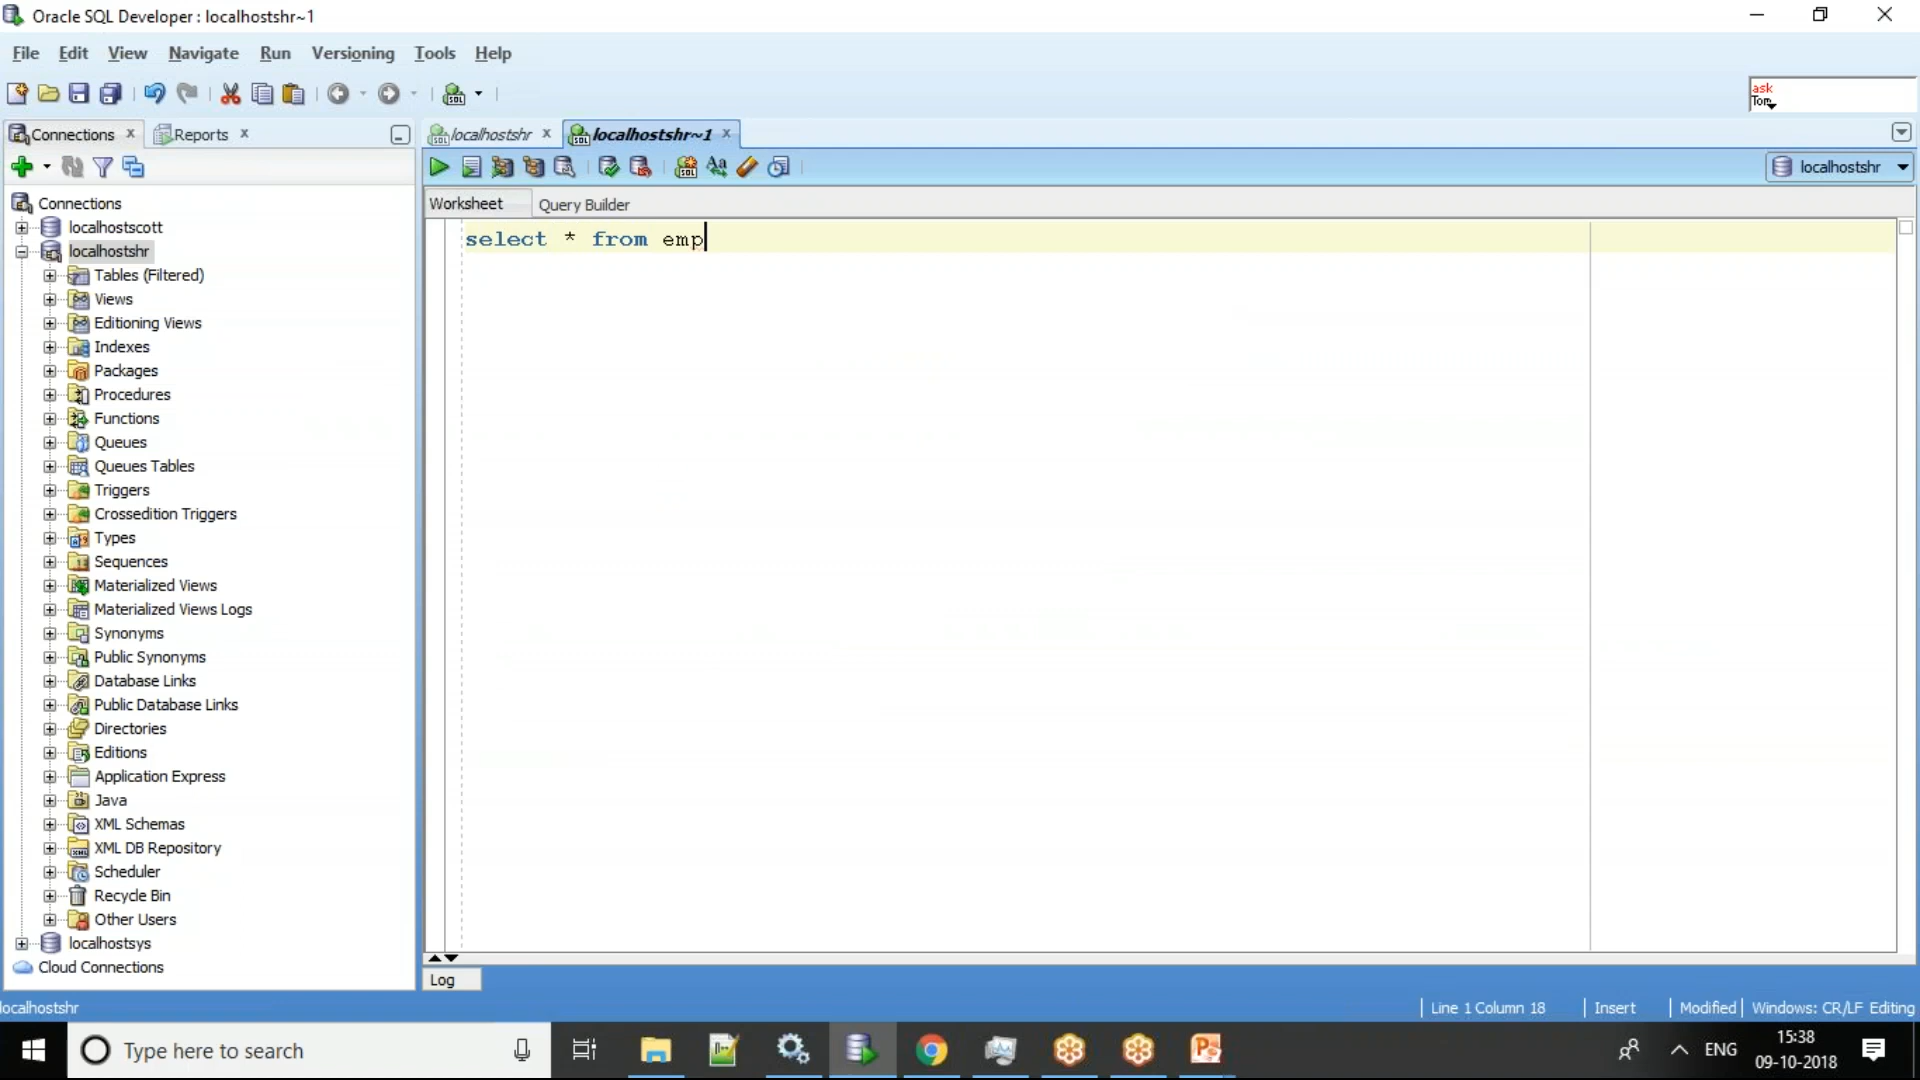 Oracle SQL Developer : localhostshr~1
File Edit View Navigate Run Versioning Tools Help
ask
Tom
Connections x Reports x
localhostshr x localhostshr~1 x
localhostshr
Worksheet Query Builder
select * from emp
Connections
localhostscott
localhostshr
Tables (Filtered)
Views
Editioning Views
Indexes
Packages
Procedures
Functions
Queues
Queues Tables
Triggers
Crossedition Triggers
Types
Sequences
Materialized Views
Materialized Views Logs
Synonyms
Public Synonyms
Database Links
Public Database Links
Directories
Editions
Application Express
Java
XML Schemas
XML DB Repository
Scheduler
Recycle Bin
Other Users
localhostsys
Cloud Connections
Log
localhostshr
Line 1 Column 18 Insert Modified Windows: CR/LF Editing
Type here to search
ENG
15:38
09-10-2018